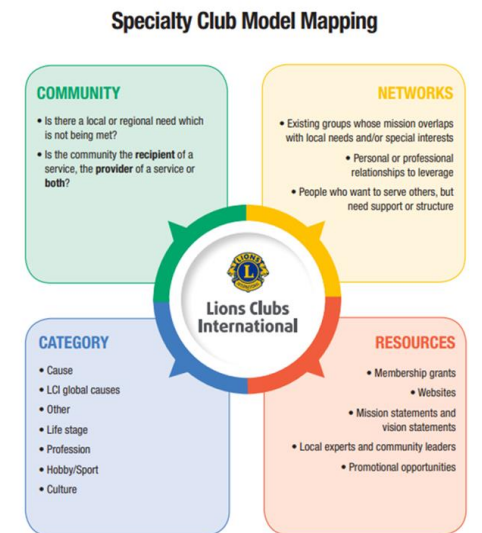 Specialty Club Model Mapping
COMMUNITY
• Is there a local or regional need which
is not being met?
• Is the community the recipient of a
service, the provider of a service or
both?
NETWORKS
• Existing groups whose mission overlaps
with local needs and/or special interests
• Personal or professional
relationships to leverage
• People who want to serve others, but
need support or structure
LIONS
L
INTERNATIONAL
Lions Clubs
International
CATEGORY
• Cause
• LCI global causes
• Other
• Life stage
• Profession
• Hobby/Sport
• Culture
RESOURCES
• Membership grants
• Websites
• Mission statements and
vision statements
• Local experts and community leaders
• Promotional opportunities